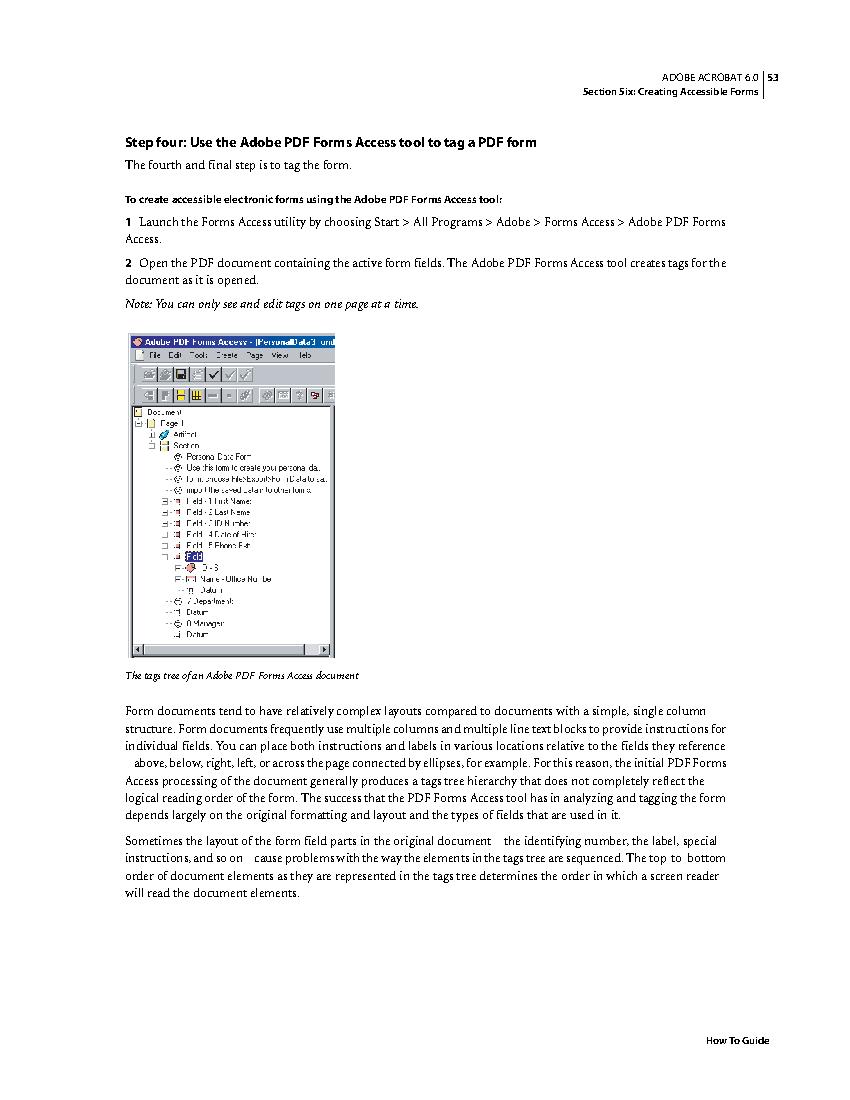 ADOBE ACROBAT 6.0 53
Section Six: Creating Accessible Forms
Step four: Use the Adobe PDF Forms Access tool to tag a PDF form
The fourth and final step is to tag the form.
To create accessible electronic forms using the Adobe PDF Forms Access tool:
1 Launch the Forms Access utility by choosing Start > All Programs > Adobe > Forms Access > Adobe PDF Forms
Access.
2 Open the PDF document containing the active form fields. The Adobe PDF Forms Access tool creates tags for the
document as it is opened.
Note: You can only see and edit tags on one page at a time.
Adobe PDF Forms Access - [PersonalData3_und
File Edit Tools Create Page View Help
Document
Page 1
Artifact
Section
Personal Data Form
Use this form to create your personal da..
form, choose File>Export>Form Data to sa..
import the saved data
Field - 1 First Name:
Field - 2 Last Name
Field - 3 ID Number
Field - 4 Date of Hire:
Field - 5 Phone Ext
Field
ID - 6
Name - Office Number
Datum
7 Department:
Datum
8 Manager:
Datum
The tags tree of an Adobe PDF Forms Access document
Form documents tend to have relatively complex layouts compared to documents with a simple, single column
structure. Form documents frequently use multiple columns and multiple line text blocks to provide instructions for
individual fields. You can place both instructions and labels in various locations relative to the fields they reference
above, below, right, left, or across the page connected by ellipses, for example. For this reason, the initial PDF Forms
Access processing of the document generally produces a tags tree hierarchy that does not completely reflect the
logical reading order of the form. The success that the PDF Forms Access tool has in analyzing and tagging the form
depends largely on the original formatting and layout and the types of fields that are used in it.
Sometimes the layout of the form field parts in the original document the identifying number, the label, special
instructions, and so on cause problems with the way the elements in the tags tree are sequenced. The top to bottom
order of document elements as they are represented in the tags tree determines the order in which a screen reader
will read the document elements.
How To Guide